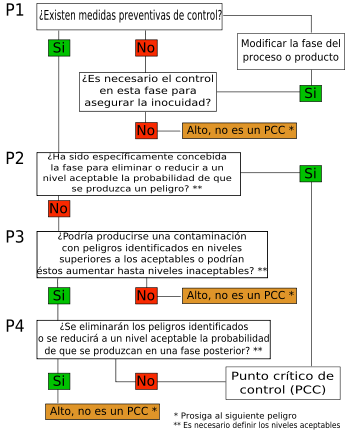 P1
¿Existen medidas preventivas de control?
Si
No
Modificar la fase del
proceso o producto
¿Es necesario el control
en esta fase para
asegurar la inocuidad?
Si
No
Alto, no es un PCC *
P2
¿Ha sido específicamente concebida
la fase para eliminar o reducir a un
nivel aceptable la probabilidad de que
se produzca un peligro? **
Si
No
P3
¿Podría producirse una contaminación
con peligros identificados en niveles
superiores a los aceptables o podrían
éstos aumentar hasta niveles inaceptables? **
Si
No
Alto, no es un PCC *
P4
¿Se eliminarán los peligros identificados
o se reducirá a un nivel aceptable la probabilidad
de que se produzcan en una fase posterior? **
Si
No
Punto crítico de
control (PCC)
Alto, no es un PCC *
* Prosiga al siguiente peligro
** Es necesario definir los niveles aceptables